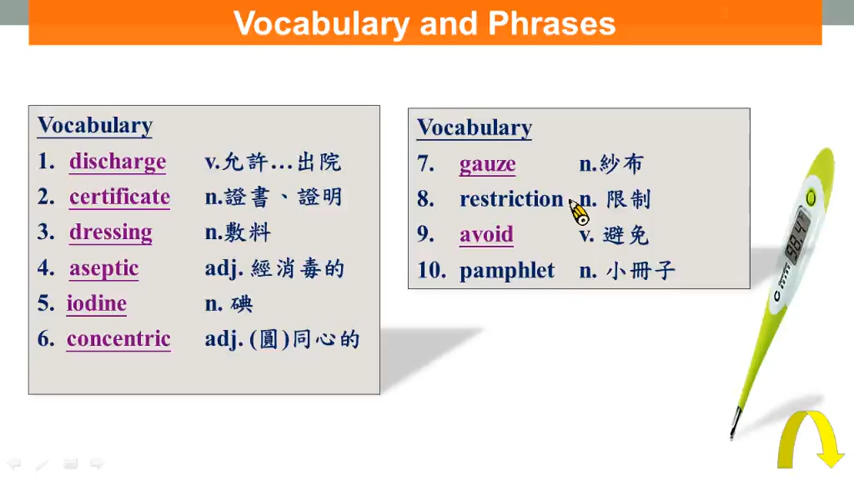 Vocabulary and Phrases
Vocabulary
1. discharge v.允許…出院
2. certificate n.證書、證明
3. dressing n.敷料
4. aseptic adj. 經消毒的
5. iodine n. 碘
6. concentric adj. (圓)同心的
Vocabulary
7. gauze n.紗布
8. restriction n. 限制
9. avoid v. 避免
10. pamphlet n. 小冊子
98.4